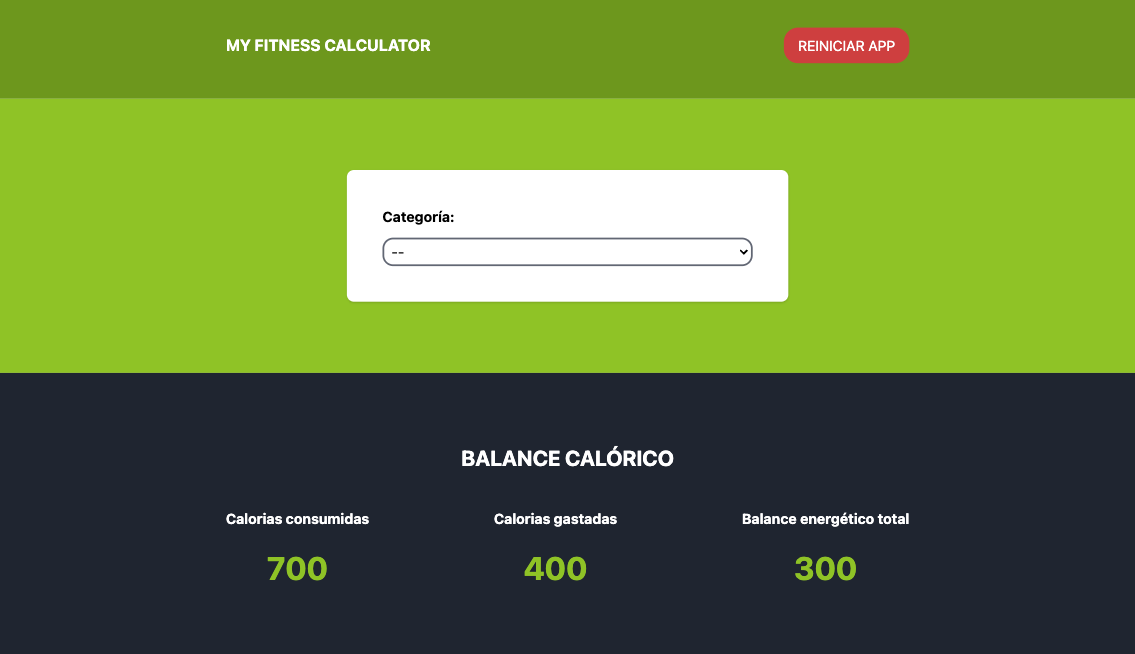 MY FITNESS CALCULATOR
REINICIAR APP
Categoría:
--
BALANCE CALÓRICO
Calorias consumidas
Calorias gastadas
Balance energético total
700
400
300